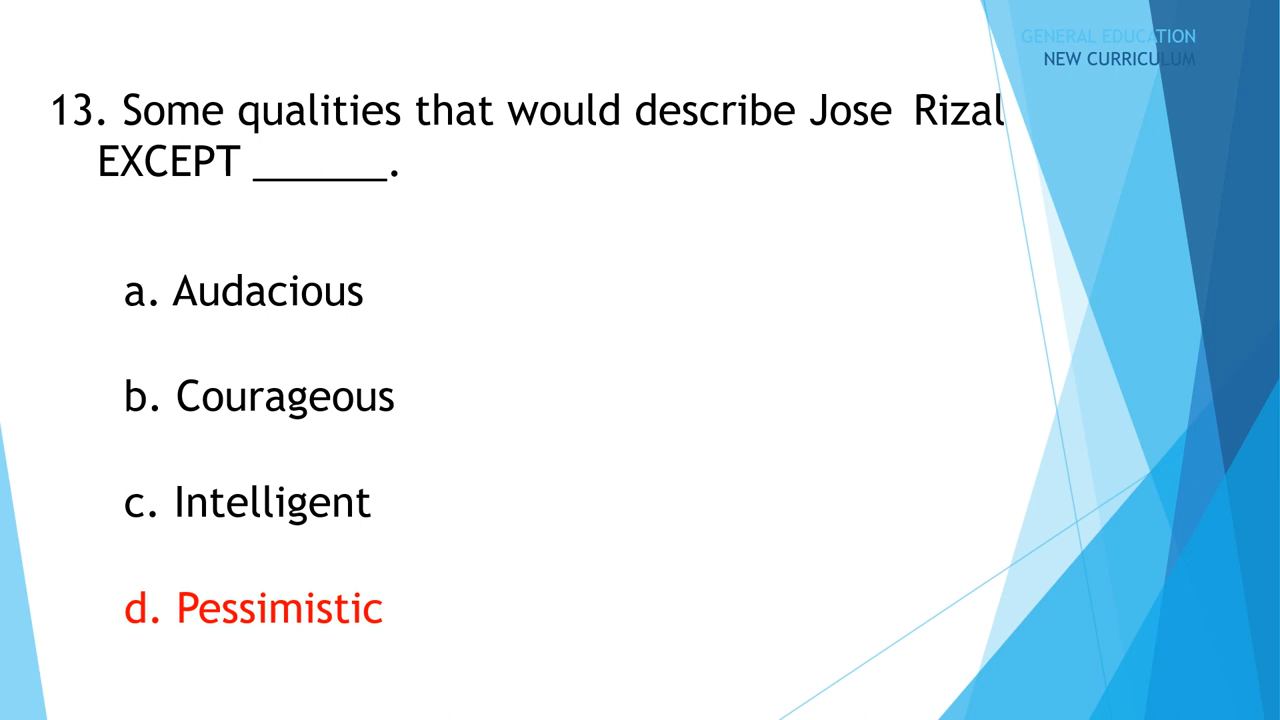 GENERAL EDUCATION
NEW CURRICULUM
13. Some qualities that would describe Jose Rizal
EXCEPT ______.
a. Audacious
b. Courageous
c. Intelligent
d. Pessimistic